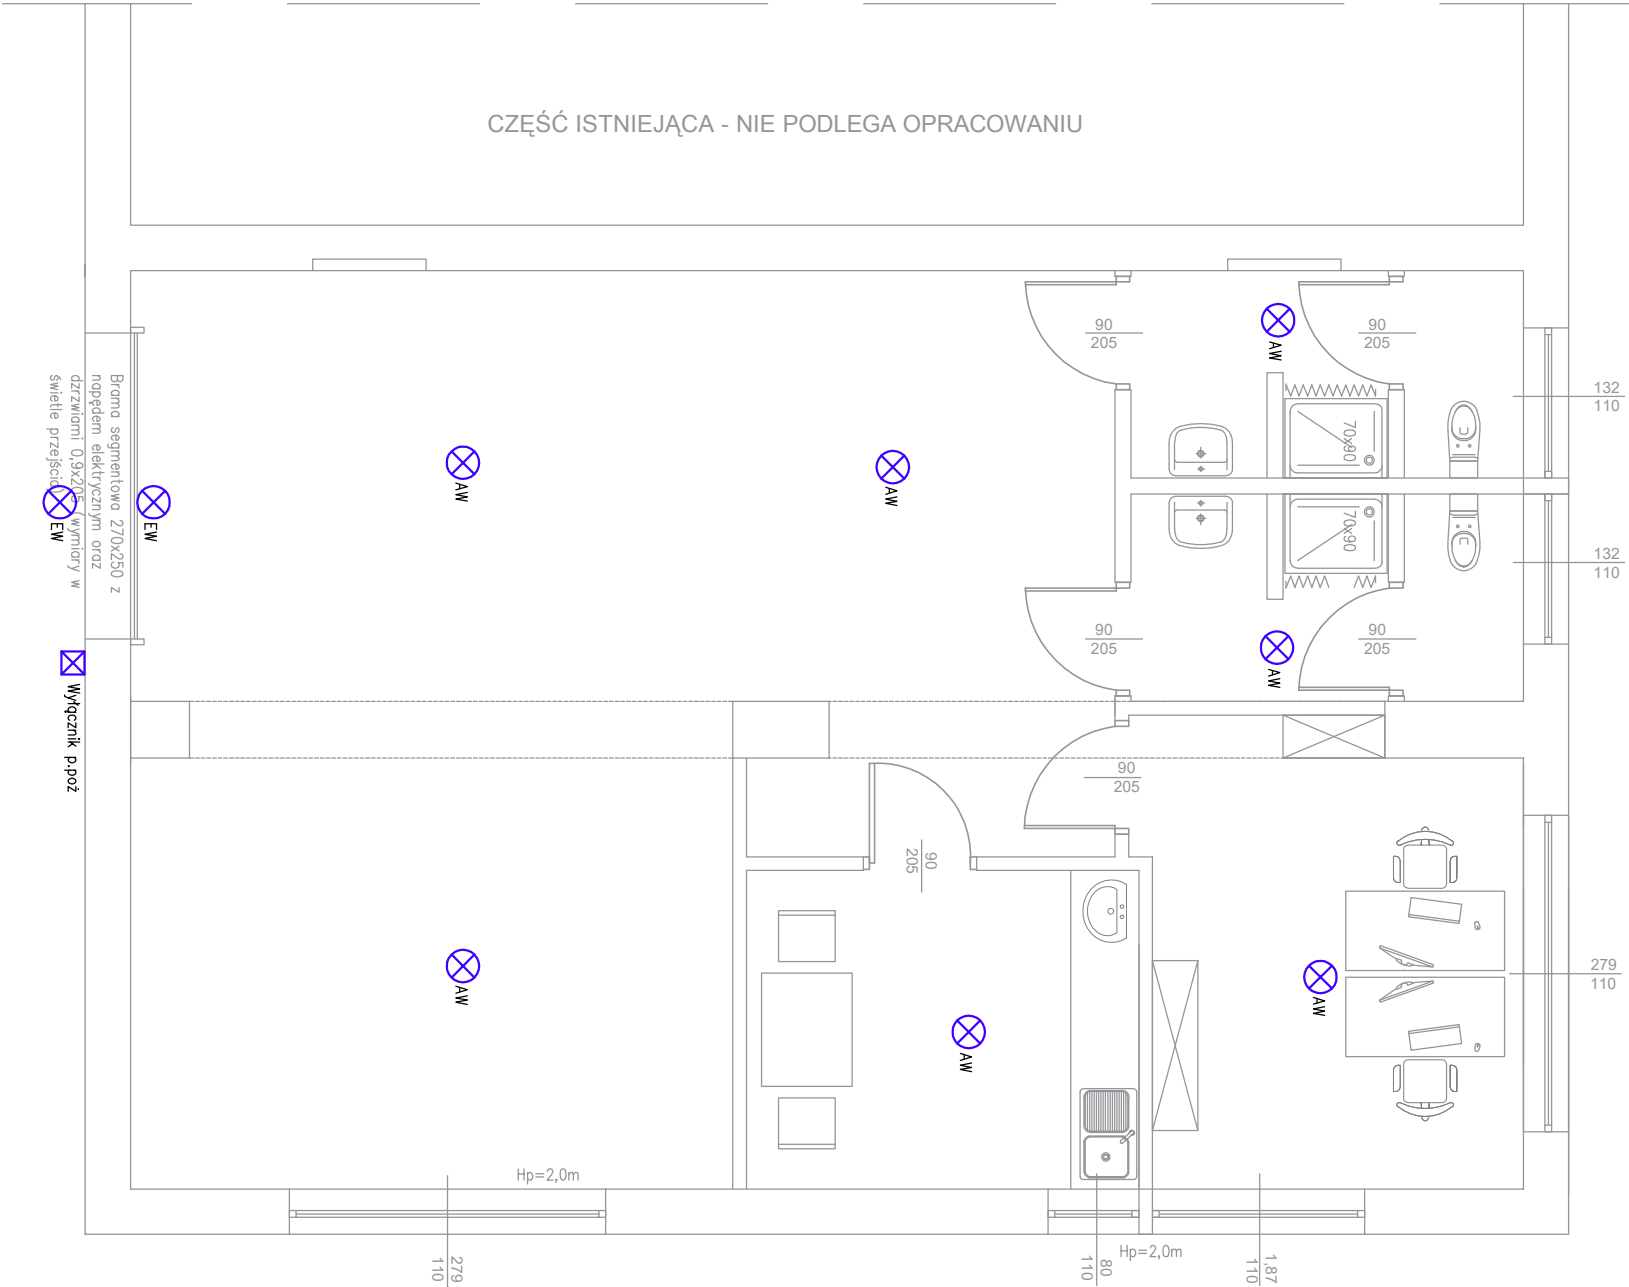 CZĘŚĆ ISTNIEJĄCA - NIE PODLEGA OPRACOWANIU
90
205
AW
90
205
132
110
Brama segmentowa 270x250 z
napędem elektrycznym oraz
dzrzwiami 0,9x205 (wymiary w
świetle przejścia)
EW
EW
AW
AW
70x90
70x90
132
110
90
205
AW
90
205
Wyłącznik p.poż
90
205
90
205
AW
AW
AW
279
110
Hp=2,0m
279
110
80
110
Hp=2,0m
1,87
110